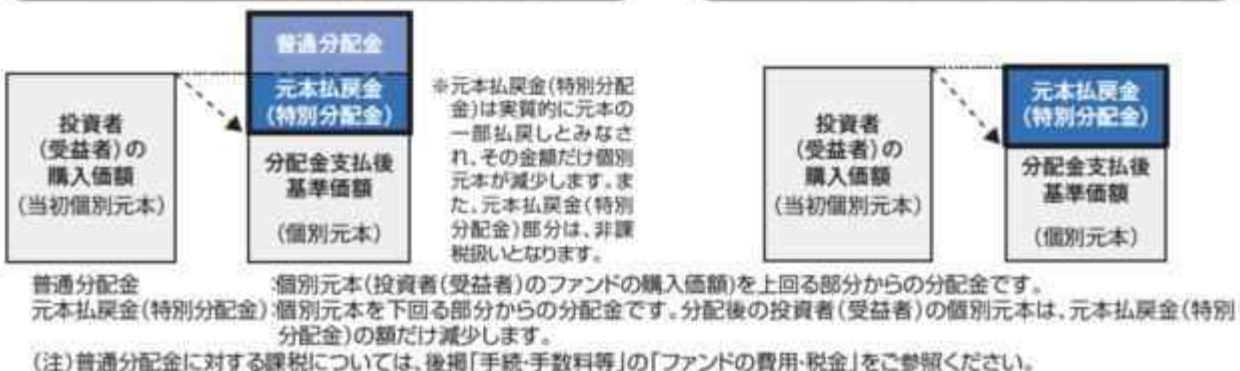 普通分配金
元本払戻金
(特別分配金)
投資者
(受益者)の
購入価額
(当初個別元本)
分配金支払後
基準価額
(個別元本)
※元本払戻金(特別分配
金)は実質的に元本の
一部払戻しとみなさ
れ、その金額だけ個別
元本が減少します。ま
た、元本払戻金(特別
分配金)部分は、非課
税扱いとなります。
投資者
(受益者)の
購入価額
(当初個別元本)
元本払戻金
(特別分配金)
分配金支払後
基準価額
(個別元本)
普通分配金 :個別元本(投資者(受益者)のファンドの購入価額)を上回る部分からの分配金です。
元本払戻金(特別分配金):個別元本を下回る部分からの分配金です。分配後の投資者(受益者)の個別元本は、元本払戻金(特別
分配金)の額だけ減少します。
(注)普通分配金に対する課税については、後掲「手続・手数料等」の「ファンドの費用・税金」をご参照ください。